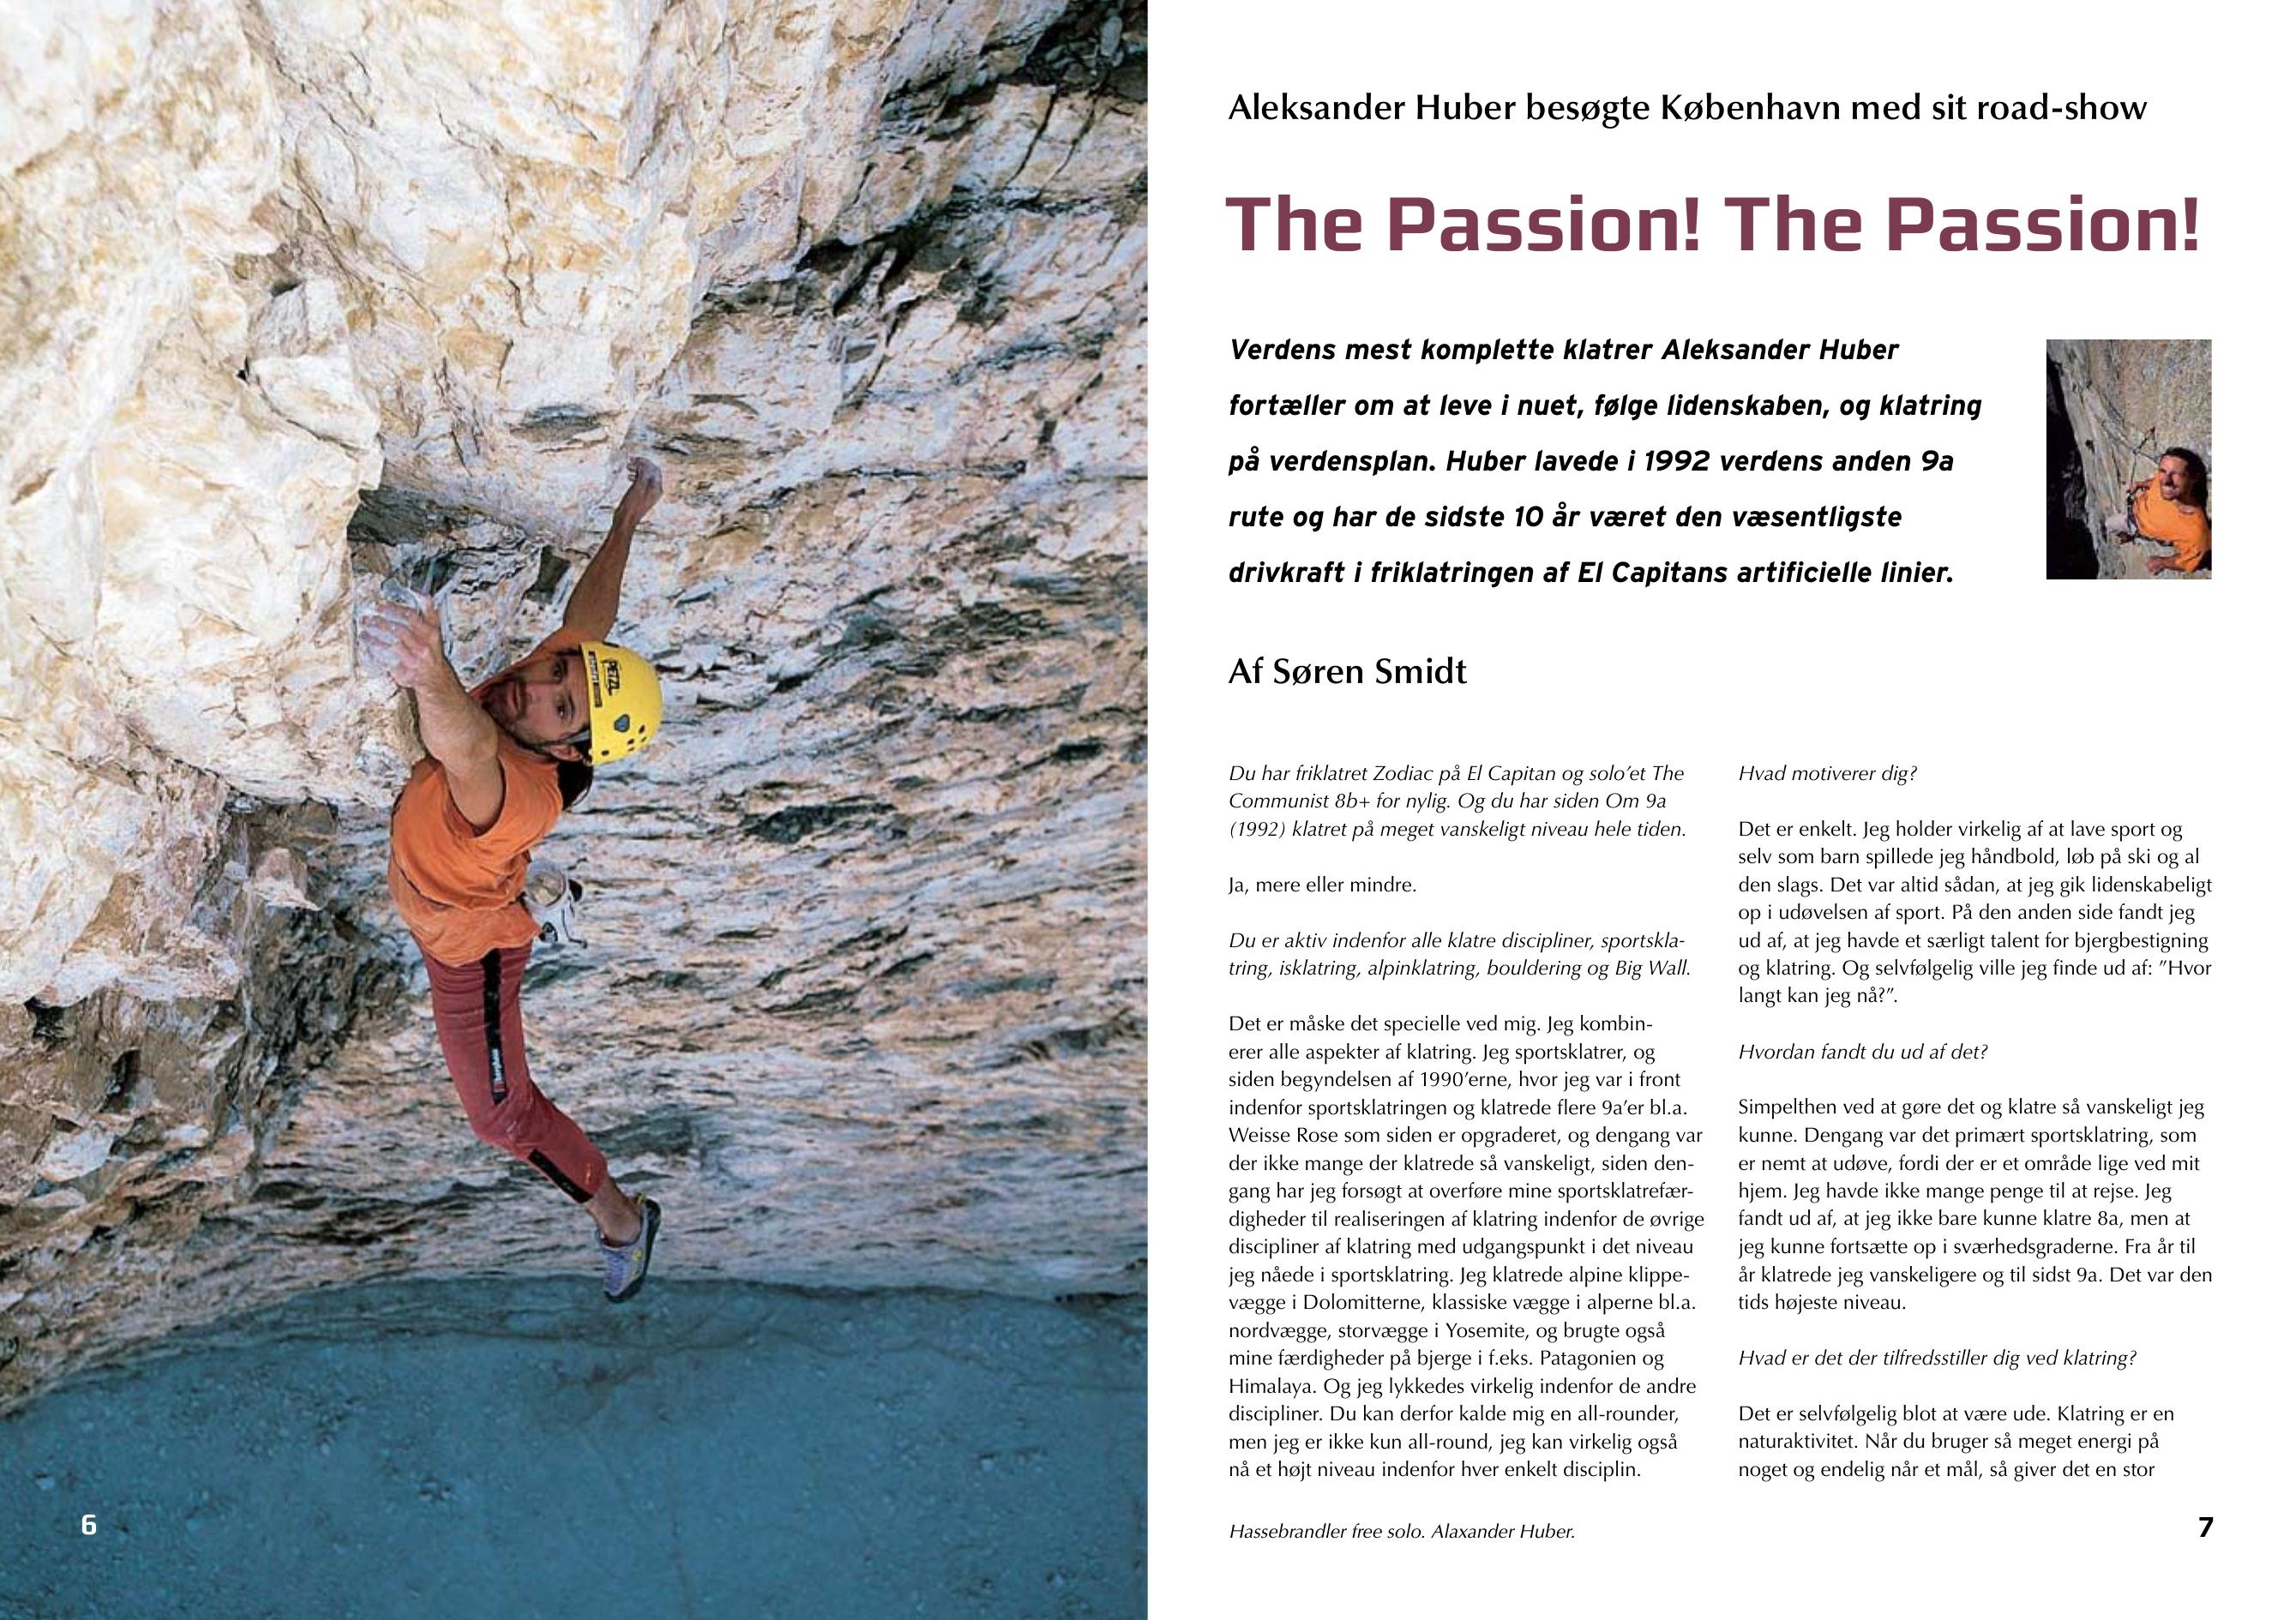 Aleksander Huber besøgte København med sit road-show
The Passion! The Passion!
Verdens mest komplette klatrer Aleksander Huber
fortæller om at leve i nuet, følge lidenskaben, og klatring
på verdensplan. Huber lavede i 1992 verdens anden 9a
rute og har de sidste 10 år været den væsentligste
drivkraft i friklatringen af El Capitans artificielle linier.
Af Søren Smidt
Du har friklatret Zodiac på El Capitan og solo’et The
Communist 8b+ for nylig. Og du har siden Om 9a
(1992) klatret på meget vanskeligt niveau hele tiden.
Ja, mere eller mindre.
Du er aktiv indenfor alle klatre discipliner, sportskla-
tring, isklatring, alpinklatring, bouldering og Big Wall.
Det er måske det specielle ved mig. Jeg kombin-
erer alle aspekter af klatring. Jeg sportsklatrer, og
siden begyndelsen af 1990’erne, hvor jeg var i front
indenfor sportsklatringen og klatrede flere 9a’er bl.a.
Weisse Rose som siden er opgraderet, og dengang var
der ikke mange der klatrede så vanskeligt, siden den-
gang har jeg forsøgt at overføre mine sportsklatrefær-
digheder til realiseringen af klatring indenfor de øvrige
discipliner af klatring med udgangspunkt i det niveau
jeg nåede i sportsklatring. Jeg klatrede alpine klippe-
vægge i Dolomitterne, klassiske vægge i alperne bl.a.
nordvægge, storvægge i Yosemite, og brugte også
mine færdigheder på bjerge i f.eks. Patagonien og
Himalaya. Og jeg lykkedes virkelig indenfor de andre
discipliner. Du kan derfor kalde mig en all-rounder,
men jeg er ikke kun all-round, jeg kan virkelig også
nå et højt niveau indenfor hver enkelt disciplin.
Hvad motiverer dig?
Det er enkelt. Jeg holder virkelig af at lave sport og
selv som barn spillede jeg håndbold, løb på ski og al
den slags. Det var altid sådan, at jeg gik lidenskabeligt
op i udøvelsen af sport. På den anden side fandt jeg
ud af, at jeg havde et særligt talent for bjergbestigning
og klatring. Og selvfølgelig ville jeg finde ud af: ”Hvor
langt kan jeg nå?”.
Hvordan fandt du ud af det?
Simpelthen ved at gøre det og klatre så vanskeligt jeg
kunne. Dengang var det primært sportsklatring, som
er nemt at udøve, fordi der er et område lige ved mit
hjem. Jeg havde ikke mange penge til at rejse. Jeg
fandt ud af, at jeg ikke bare kunne klatre 8a, men at
jeg kunne fortsætte op i sværhedsgraderne. Fra år til
år klatrede jeg vanskeligere og til sidst 9a. Det var den
tids højeste niveau.
Hvad er det der tilfredsstiller dig ved klatring?
Det er selvfølgelig blot at være ude. Klatring er en
naturaktivitet. Når du bruger så meget energi på
noget og endelig når et mål, så giver det en stor
Hassebrandler free solo. Alaxander Huber.
6
7
PETZL
berghaus